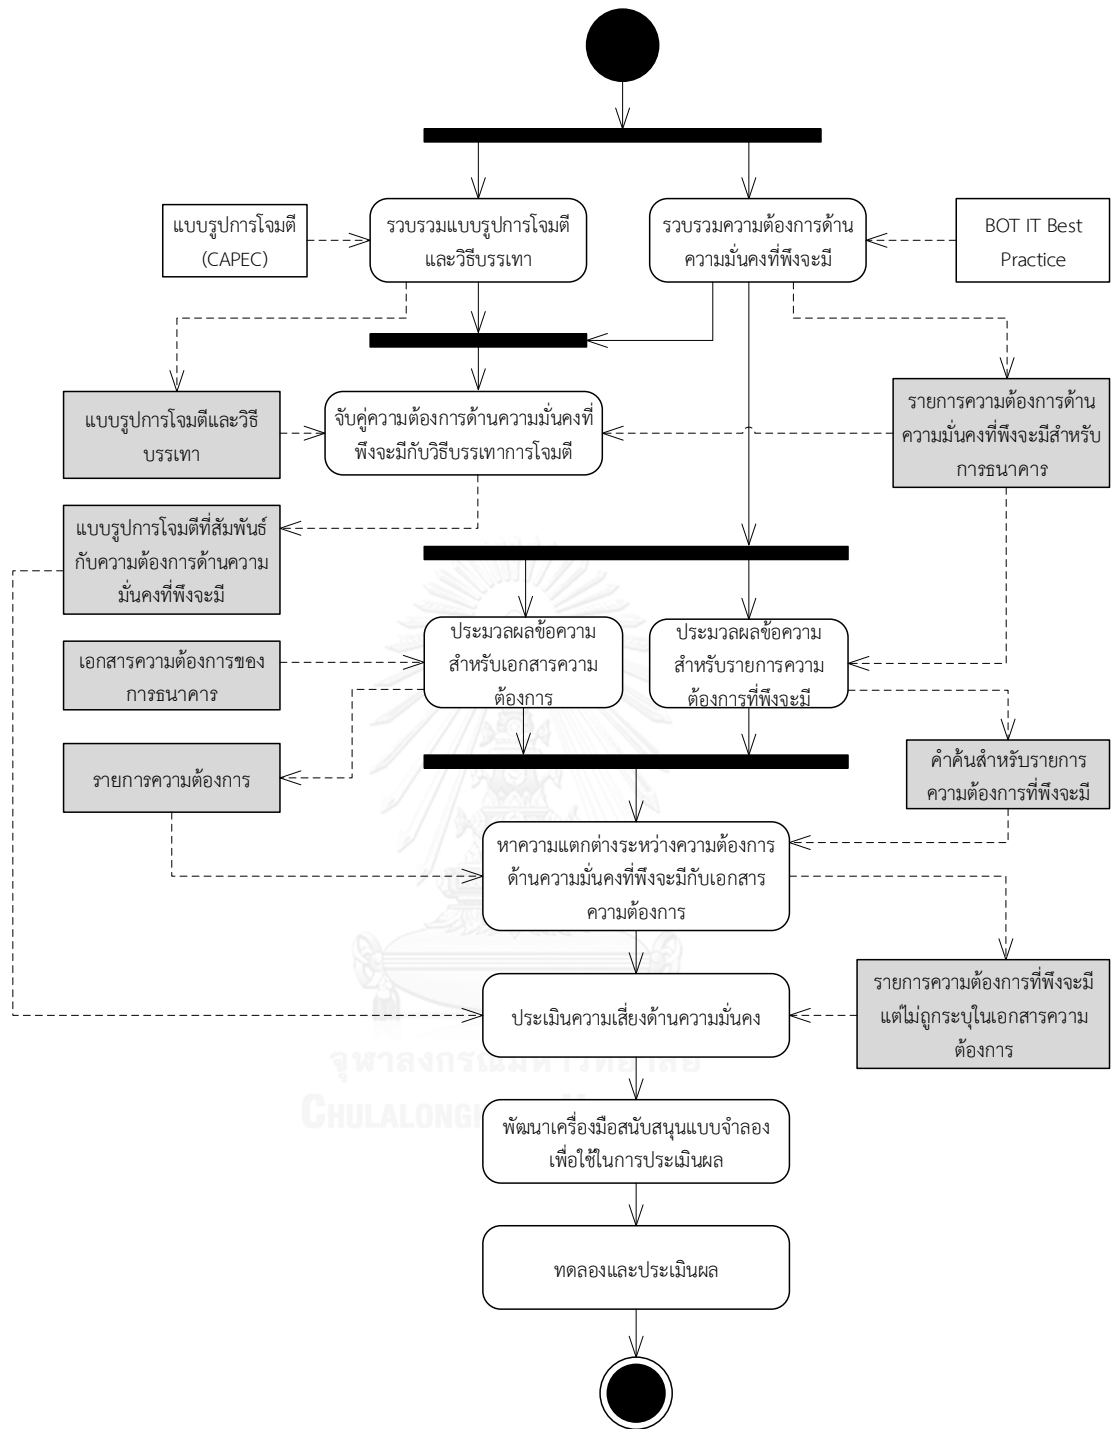 แบบรูปการโจมตี
(CAPEC)
รวบรวมแบบรูปการโจมตี
และวิธีบรรเทา
รวบรวมความต้องการด้าน
ความมั่นคงที่พึงจะมี
BOT IT Best
Practice
แบบรูปการโจมตีและวิธี
บรรเทา
จับคู่ความต้องการด้านความมั่นคงที่
พึงจะมีกับวิธีบรรเทาการโจมตี
รายการความต้องการด้าน
ความมั่นคงที่พึงจะมีสำหรับ
การธนาคาร
แบบรูปการโจมตีที่สัมพันธ์
กับความต้องการด้านความ
มั่นคงที่พึงจะมี
เอกสารความต้องการของ
การธนาคาร
ประมวลผลข้อความ
สำหรับเอกสารความ
ต้องการ
ประมวลผลข้อความ
สำหรับรายการความ
ต้องการที่พึงจะมี
รายการความต้องการ
คำค้นสำหรับรายการ
ความต้องการที่พึงจะมี
หาความแตกต่างระหว่างความต้องการ
ด้านความมั่นคงที่พึงจะมีกับเอกสาร
ความต้องการ
รายการความต้องการที่พึงจะมี
แต่ไม่ถูกระบุในเอกสารความ
ต้องการ
ประเมินความเสี่ยงด้านความมั่นคง
จุฬาลงกรณ์มหาวิทยาลัย
พัฒนาเครื่องมือสนับสนุนแบบจำลอง
เพื่อใช้ในการประเมินผล
ทดลองและประเมินผล